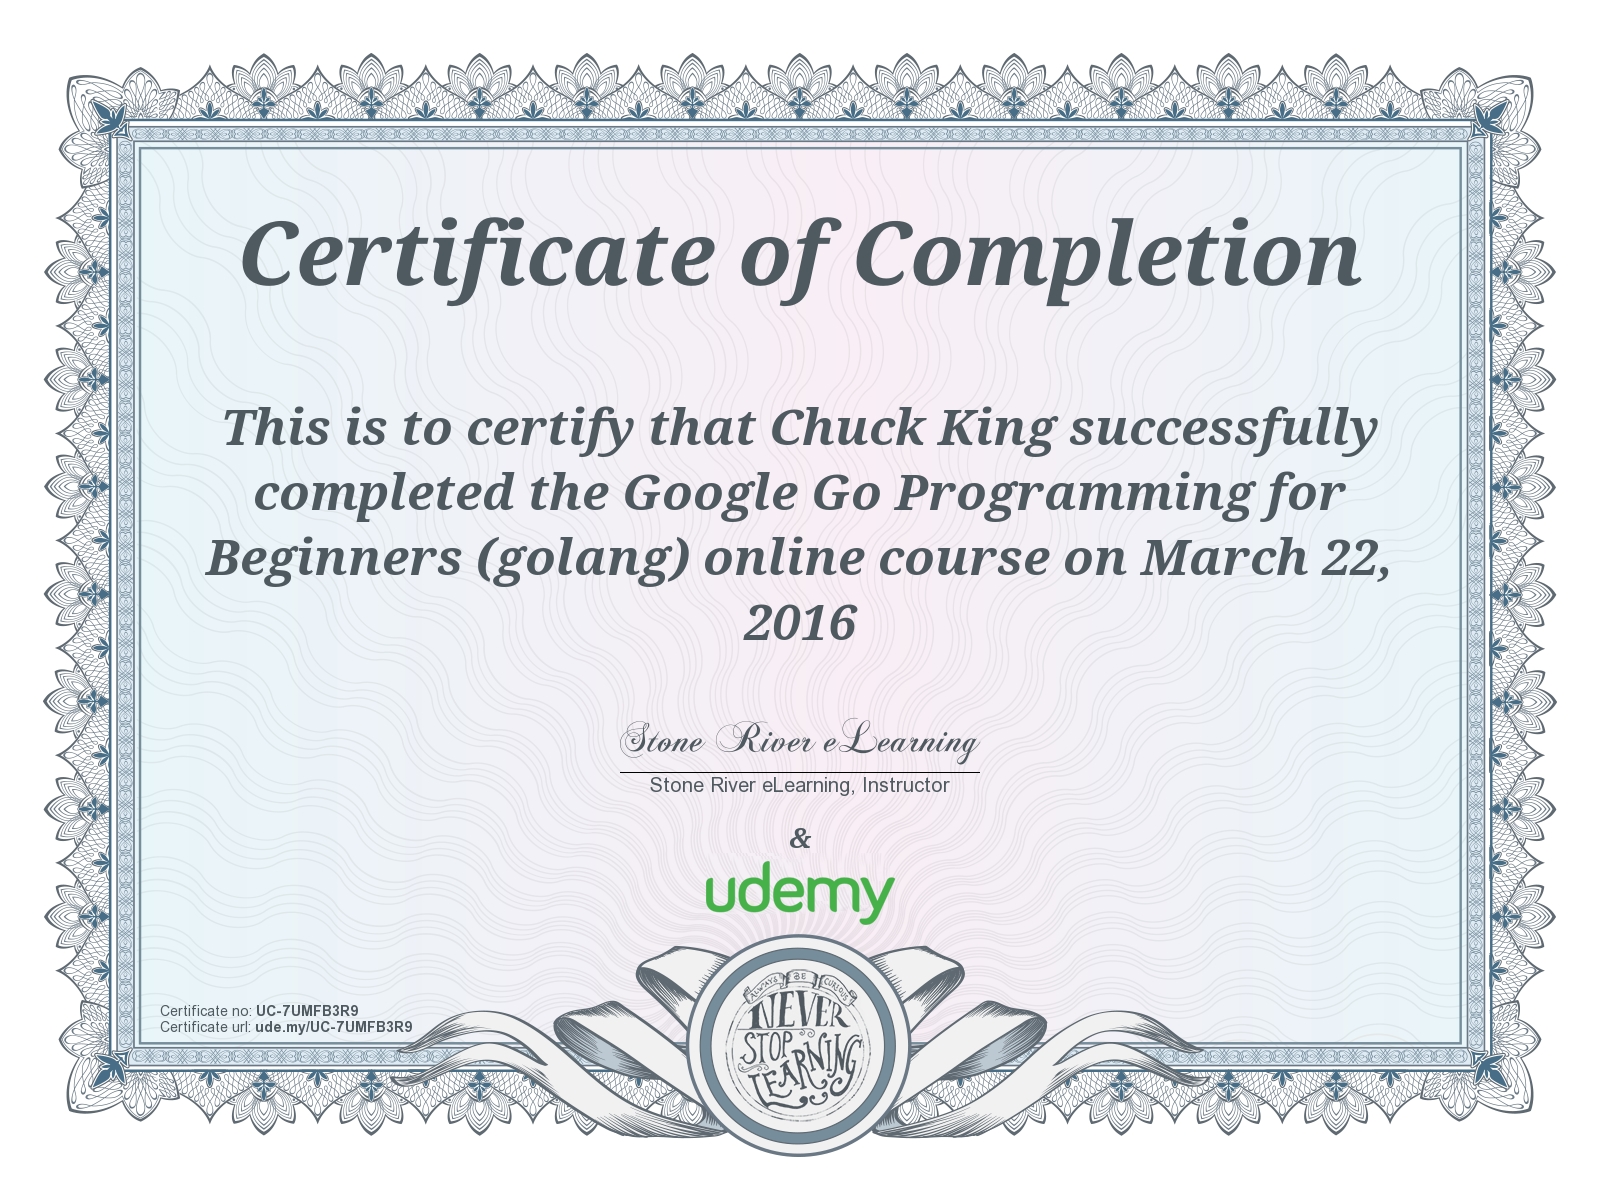 Certificate of Completion
This is to certify that Chuck King successfully
completed the Google Go Programming for
Beginners (golang) online course on March 22,
2016
Stone River eLearning
Stone River eLearning, Instructor
&
udemy
Certificate no: UC-7UMFB3R9
Certificate url: ude.my/UC-7UMFB3R9
ALWAYS BE CURIOUS
NEVER
STOP
LEARNING